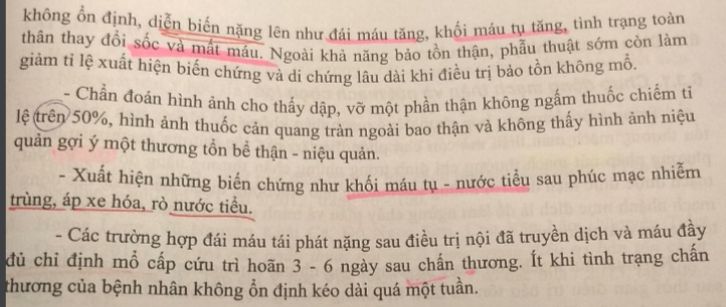 không ổn định, diễn biến nặng lên như đái máu tăng, khối máu tụ tăng, tình trạng toàn
thân thay đổi sốc và mất máu. Ngoài khả năng bảo tồn thận, phẫu thuật sớm còn làm
giảm tỉ lệ xuất hiện biến chứng và di chứng lâu dài khi điều trị bảo tồn không mổ.
- Chẩn đoán hình ảnh cho thấy dập, vỡ một phần thận không ngấm thuốc chiếm tỉ
lệ trên 50%, hình ảnh thuốc cản quang tràn ngoài bao thận và không thấy hình ảnh niệu
quản gợi ý một thương tổn bể thận - niệu quản.
- Xuất hiện những biến chứng như khối máu tụ - nước tiểu sau phúc mạc nhiễm
trùng, áp xe hóa, rò nước tiểu.
- Các trường hợp đái máu tái phát nặng sau điều trị nội đã truyền dịch và máu đầy
đủ chỉ định mổ cấp cứu trì hoãn 3 - 6 ngày sau chấn thương. Ít khi tình trạng chấn
thương của bệnh nhân không ổn định kéo dài quá một tuần.